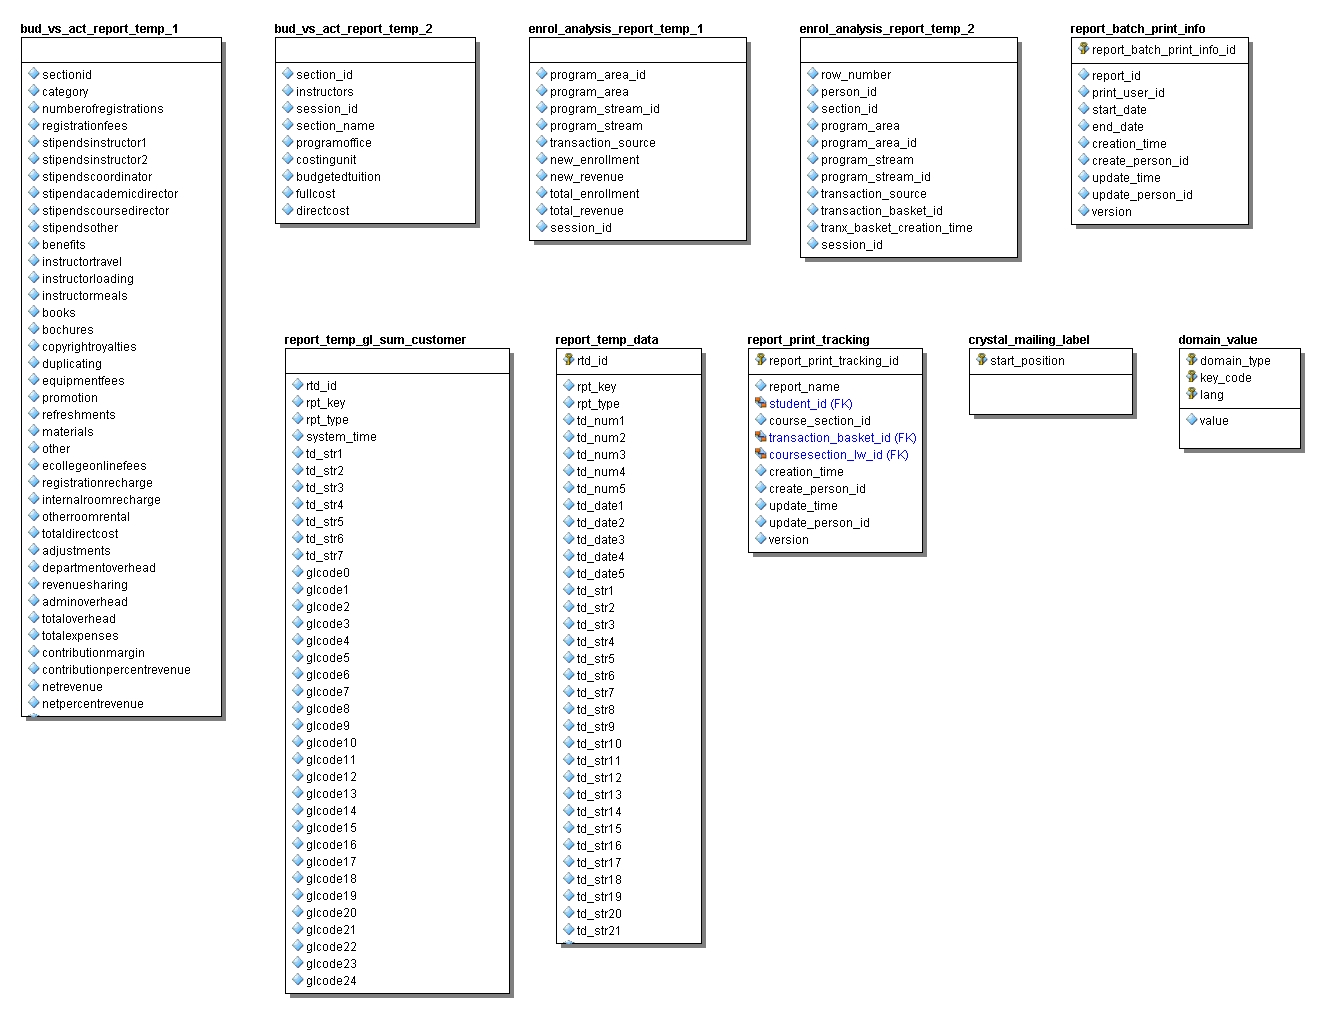 bud_vs_act_report_temp_1
sectionid
category
numberofregistrations
registrationfees
stipendsinstructor1
stipendsinstructor2
stipendscoordinator
stipendacademicdirector
stipendscoursedirector
stipendsother
benefits
instructortravel
instructorloading
instructormeals
books
bochures
copyrightroyalties
duplicating
equipmentfees
promotion
refreshments
materials
other
ecollegeonlinefees
registrationrecharge
internalroomrecharge
otherroomrental
totaldirectcost
adjustments
departmentoverhead
revenuesharing
adminoverhead
totaloverhead
totalexpenses
contributionmargin
contributionpercentrevenue
netrevenue
netpercentrevenue
bud_vs_act_report_temp_2
section_id
instructors
session_id
section_name
programoffice
costingunit
budgetedtuition
fullcost
directcost
enrol_analysis_report_temp_1
program_area_id
program_area
program_stream_id
program_stream
transaction_source
new_enrollment
new_revenue
total_enrollment
total_revenue
session_id
enrol_analysis_report_temp_2
row_number
person_id
section_id
program_area
program_area_id
program_stream
program_stream_id
transaction_source
transaction_basket_id
tranx_basket_creation_time
session_id
report_batch_print_info
report_batch_print_info_id
report_id
print_user_id
start_date
end_date
creation_time
create_person_id
update_time
update_person_id
version
report_temp_gl_sum_customer
rtd_id
rpt_key
rpt_type
system_time
td_str1
td_str2
td_str3
td_str4
td_str5
td_str6
td_str7
glcode0
glcode1
glcode2
glcode3
glcode4
glcode5
glcode6
glcode7
glcode8
glcode9
glcode10
glcode11
glcode12
glcode13
glcode14
glcode15
glcode16
glcode17
glcode18
glcode19
glcode20
glcode21
glcode22
glcode23
glcode24
report_temp_data
rtd_id
rpt_key
rpt_type
td_num1
td_num2
td_num3
td_num4
td_num5
td_date1
td_date2
td_date3
td_date4
td_date5
td_str1
td_str2
td_str3
td_str4
td_str5
td_str6
td_str7
td_str8
td_str9
td_str10
td_str11
td_str12
td_str13
td_str14
td_str15
td_str16
td_str17
td_str18
td_str19
td_str20
td_str21
report_print_tracking
report_print_tracking_id
report_name
student_id (FK)
course_section_id
transaction_basket_id (FK)
coursesection_lw_id (FK)
creation_time
create_person_id
update_time
update_person_id
version
crystal_mailing_label
start_position
domain_value
domain_type
key_code
lang
value